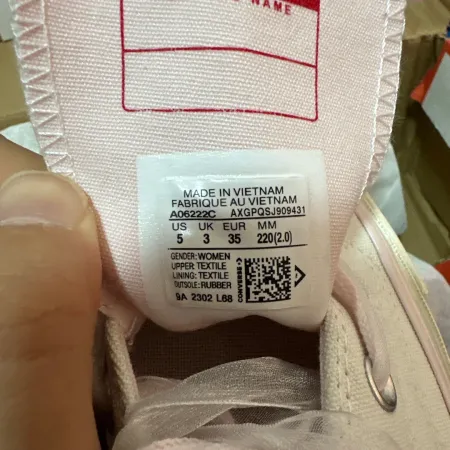 NAME
MADE IN VIETNAM
FABRIQUE AU VIETNAM
A06222C AXGPQSJ909431
US UK EUR MM
5 3 35 220(2.0)
GENDER:WOMEN
UPPER:TEXTILE
LINING:TEXTILE
OUTSOLE:RUBBER
9A 2302 L68